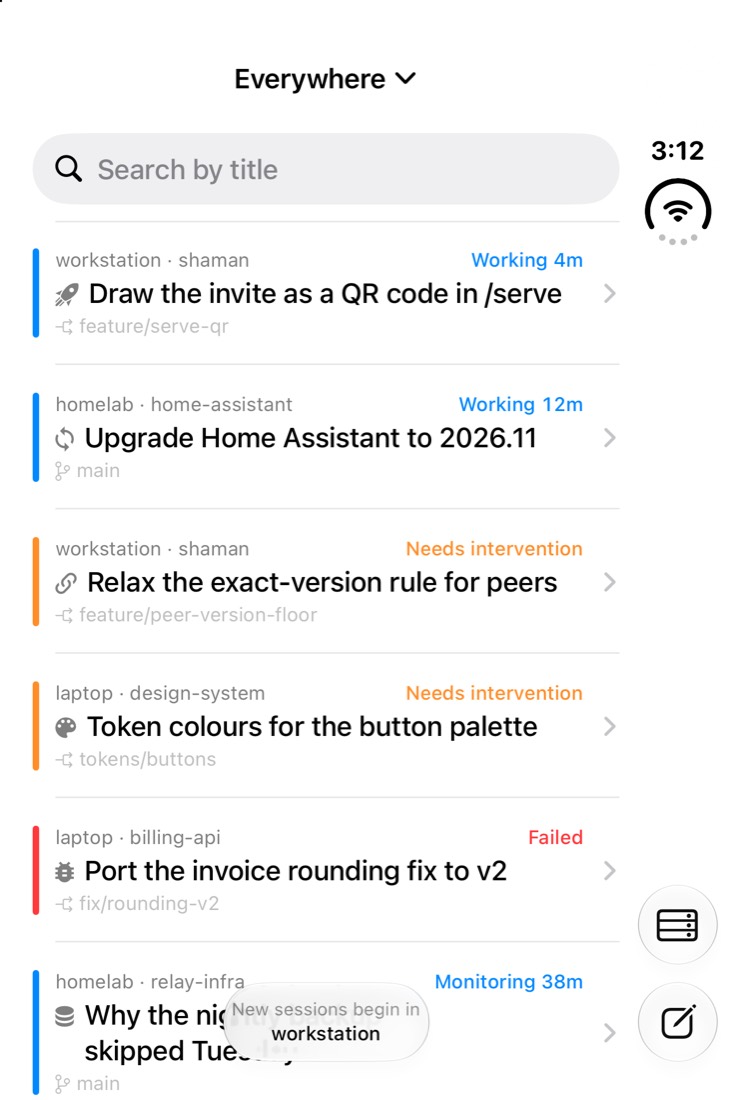 Everywhere
Search by title
3:12
workstation · shaman
Working 4m
Draw the invite as a QR code in /serve
feature/serve-qr
homelab · home-assistant
Working 12m
Upgrade Home Assistant to 2026.11
main
workstation · shaman
Needs intervention
Relax the exact-version rule for peers
feature/peer-version-floor
laptop · design-system
Needs intervention
Token colours for the button palette
tokens/buttons
laptop · billing-api
Failed
Port the invoice rounding fix to v2
fix/rounding-v2
homelab · relay-infra
Monitoring 38m
Why the nightly backup
skipped Tuesday
main
New sessions begin in
workstation